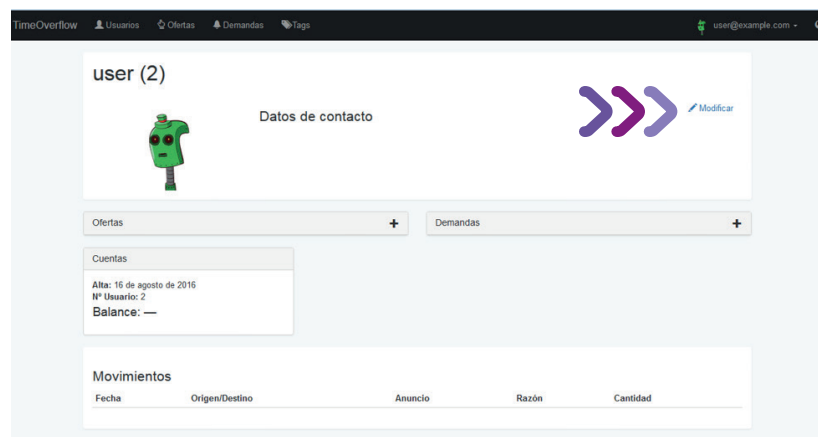 TimeOverflow Usuarios Ofertas Demandas Tags user@example.com
user (2)
Datos de contacto
Modificar
Ofertas + Demandas +
Cuentas
Alta: 16 de agosto de 2016
Nº Usuario: 2
Balance: —
Movimientos
Fecha Origen/Destino Anuncio Razón Cantidad